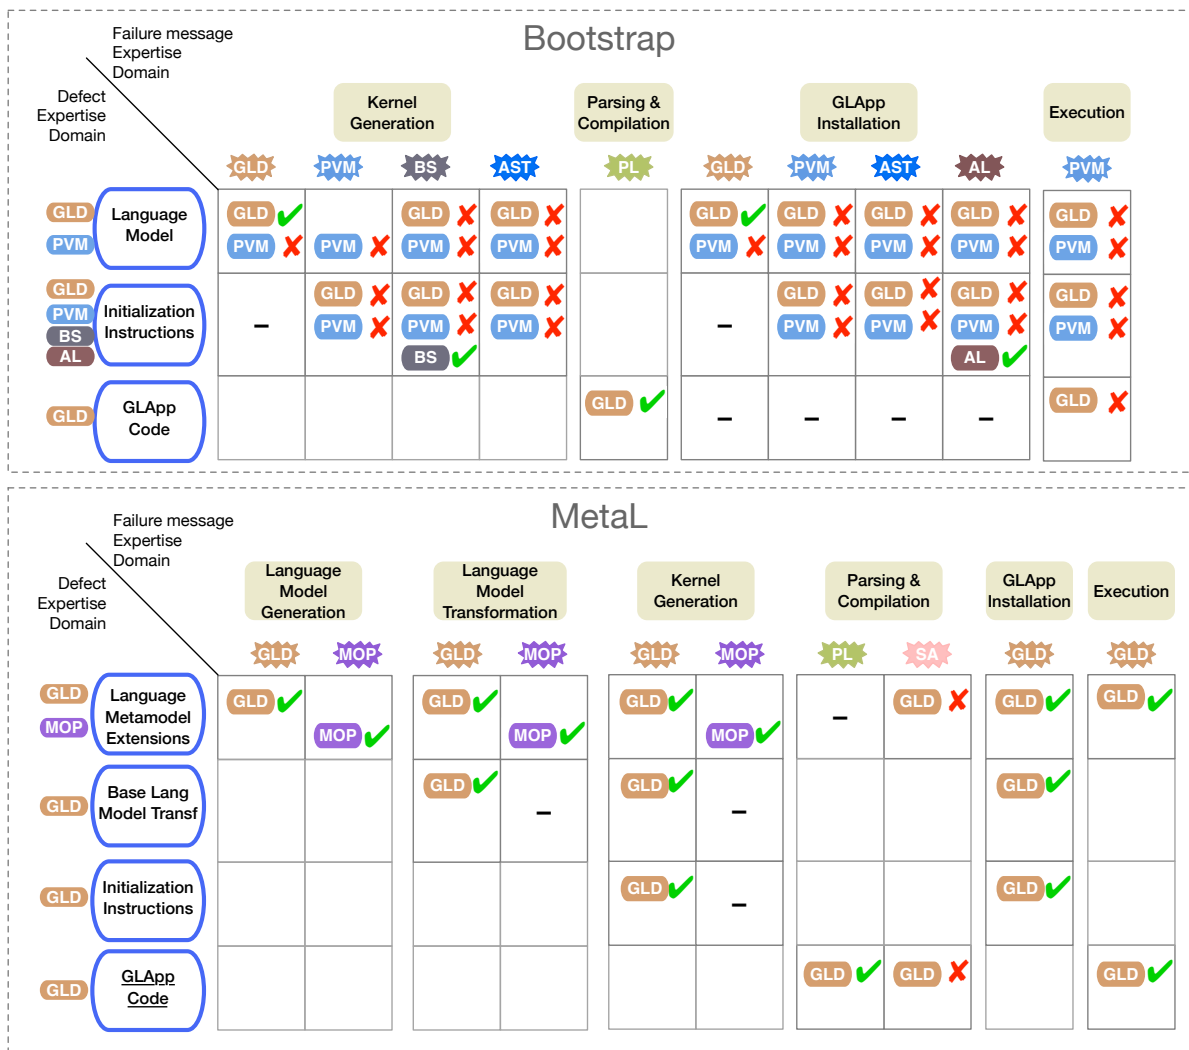 Bootstrap
Failure message
Expertise
Domain
Defect
Expertise
Domain
Kernel
Generation
Parsing &
Compilation
GLApp
Installation
Execution
GLD PVM BS AST PL GLD PVM AST AL PVM
GLD
PVM
Language
Model
GLD GLD GLD GLD GLD GLD GLD GLD
PVM PVM PVM PVM PVM PVM PVM PVM PVM
GLD
PVM
BS
AL
Initialization
Instructions
GLD GLD GLD GLD GLD GLD GLD
– PVM PVM PVM – PVM PVM PVM PVM
BS AL
GLD
GLApp
Code
GLD – – – – GLD
MetaL
Failure message
Expertise
Domain
Defect
Expertise
Domain
Language
Model
Generation
Language
Model
Transformation
Kernel
Generation
Parsing &
Compilation
GLApp
Installation
Execution
GLD MOP GLD MOP GLD MOP PL SA GLD GLD
GLD
MOP
Language
Metamodel
Extensions
GLD GLD GLD – GLD GLD GLD
MOP MOP MOP
GLD
Base Lang
Model Transf
GLD – GLD – GLD
GLD
Initialization
Instructions
GLD – GLD
GLD
GLApp
Code
GLD GLD GLD